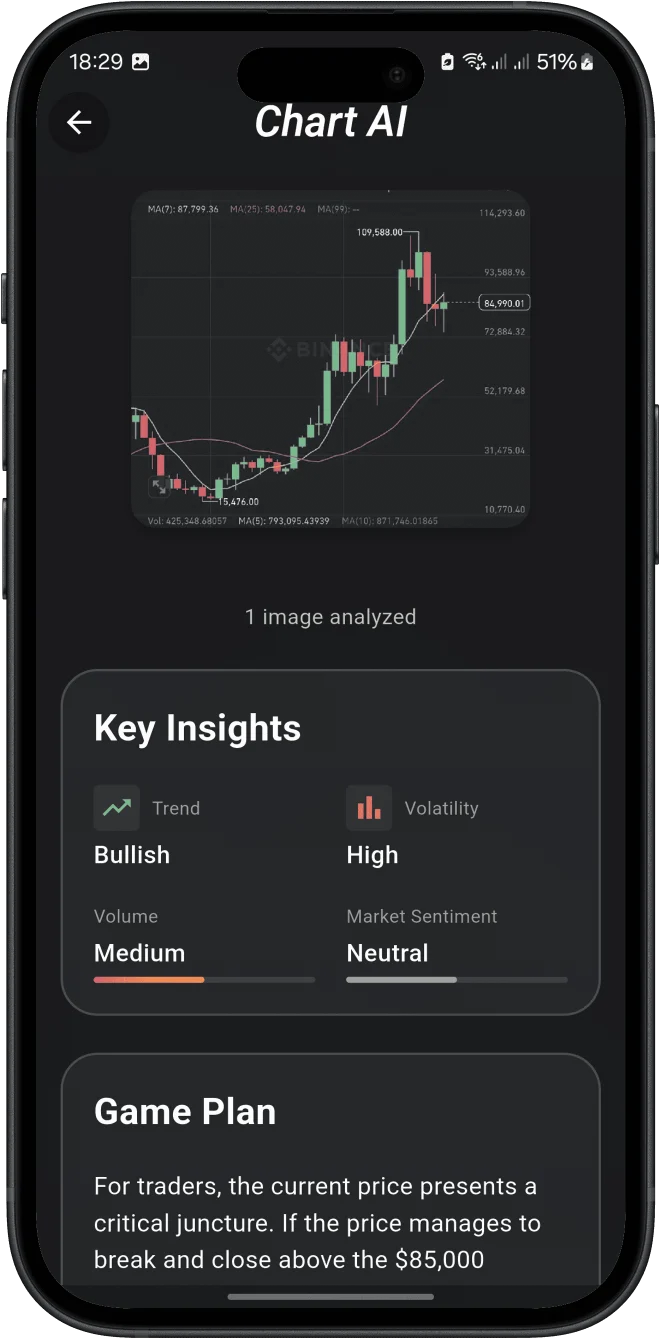 18:29 51%
Chart AI
MA(7): 87,799.36 MA(25): 58,047.94 MA(99): --
114,293.60
109,588.00
93,588.96
84,990.01
72,884.32
52,179.68
31,475.04
15,476.00
10,770.40
Vol: 425,348.68057 MA(5): 793,095.43939 MA(10): 871,746.01865
1 image analyzed
Key Insights
Trend Volatility
Bullish High
Volume Market Sentiment
Medium Neutral
Game Plan
For traders, the current price presents a
critical juncture. If the price manages to
break and close above the $85,000